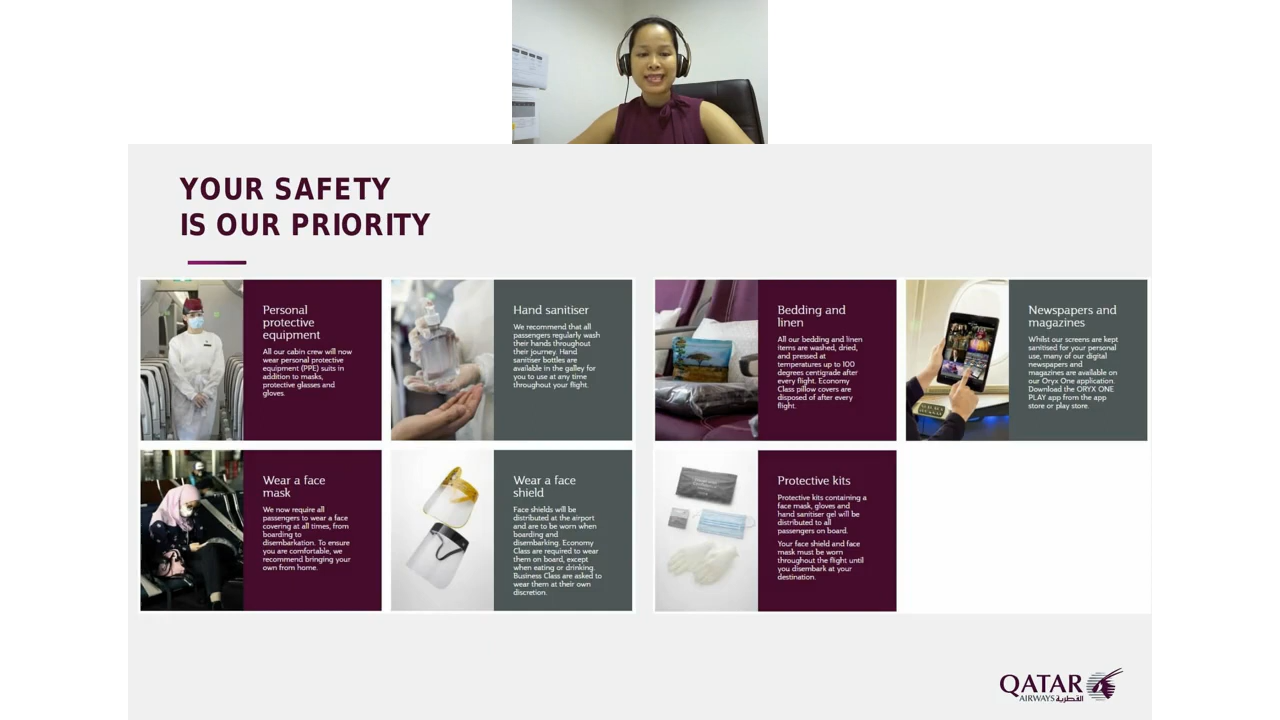 YOUR SAFETY
IS OUR PRIORITY
Personal
protective
equipment
All our cabin crew will now
wear personal protective
equipment (PPE) suits in
addition to masks,
protective glasses and
gloves.
Hand sanitiser
We recommend that all
passengers regularly wash
their hands throughout
their journey. Hand
sanitiser bottles are
available in the galley for
you to use at any time
throughout your flight.
Bedding and
linen
All our bedding and linen
items are washed, dried,
and pressed at
temperatures up to 100
degrees centigrade after
every flight. Economy
Class pillow covers are
disposed of after every
flight.
Newspapers and
magazines
Whilst our screens are kept
sanitised for your personal
use, many of our digital
newspapers and
magazines are available on
our Oryx One application.
Download the ORYX ONE
PLAY app from the app
store or play store.
Wear a face
mask
We now require all
passengers to wear a face
covering at all times, from
boarding to
disembarkation. To ensure
you are comfortable, we
recommend bringing your
own from home.
Wear a face
shield
Face shields will be
distributed at the airport
and are to be worn when
boarding and
disembarking. Economy
Class are required to wear
them on board, except
when eating or drinking.
Business Class are asked to
wear them at their own
discretion.
Protective kits
Protective kits containing a
face mask, gloves and
hand sanitiser gel will be
distributed to all
passengers on board.
Your face shield and face
mask must be worn
throughout the flight until
you disembark at your
destination.
QATAR
AIRWAYS القطرية